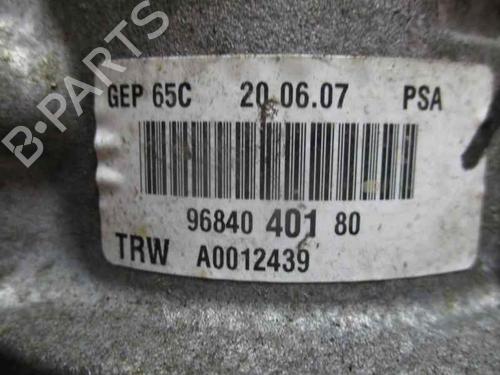 B-PARTS
GEP 65C 20.06.07 PSA
96840 401 80
TRW A0012439